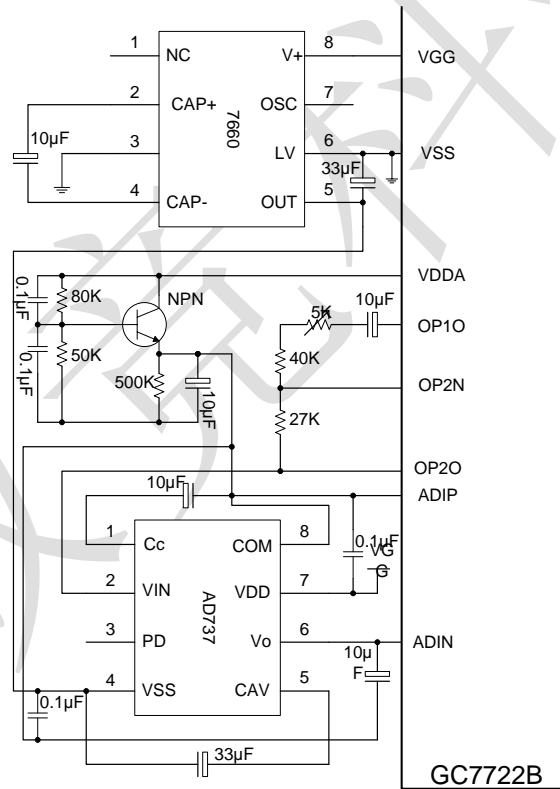 1 NC V+ 8 VGG
2 CAP+ OSC 7
7660
10µF
3 LV 6 VSS
33µF
4 CAP- OUT 5
VDDA
0.1µF 80K NPN
5K 10µF OP1O
0.1µF 50K 40K
500K 10µF OP2N
27K
OP2O
10µF ADIP
1 Cc COM 8
0.1µF VG
G
2 VIN VDD 7
AD737
3 PD Vo 6 ADIN
10µ
F
4 VSS CAV 5
0.1µF
33µF
GC7722B